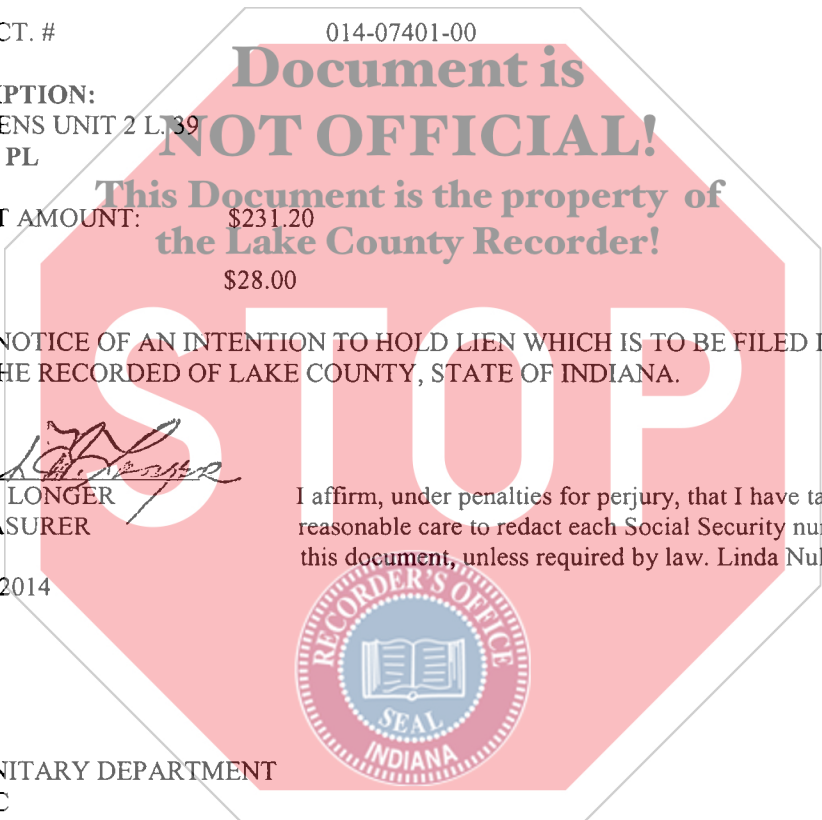 CT. # 014-07401-00
Document is
IPTION:
ENS UNIT 2 L. 39
NOT OFFICIAL!
PL
This Document is the property of
T AMOUNT: $231.20
the Lake County Recorder!
$28.00
STOP
NOTICE OF AN INTENTION TO HOLD LIEN WHICH IS TO BE FILED I
HE RECORDED OF LAKE COUNTY, STATE OF INDIANA.
LONGER
ASURER
I affirm, under penalties for perjury, that I have ta
reasonable care to redact each Social Security nu
this document, unless required by law. Linda Nu
2014
RECORDER'S OFFICE
SEAL
INDIANA
NITARY DEPARTMENT
C